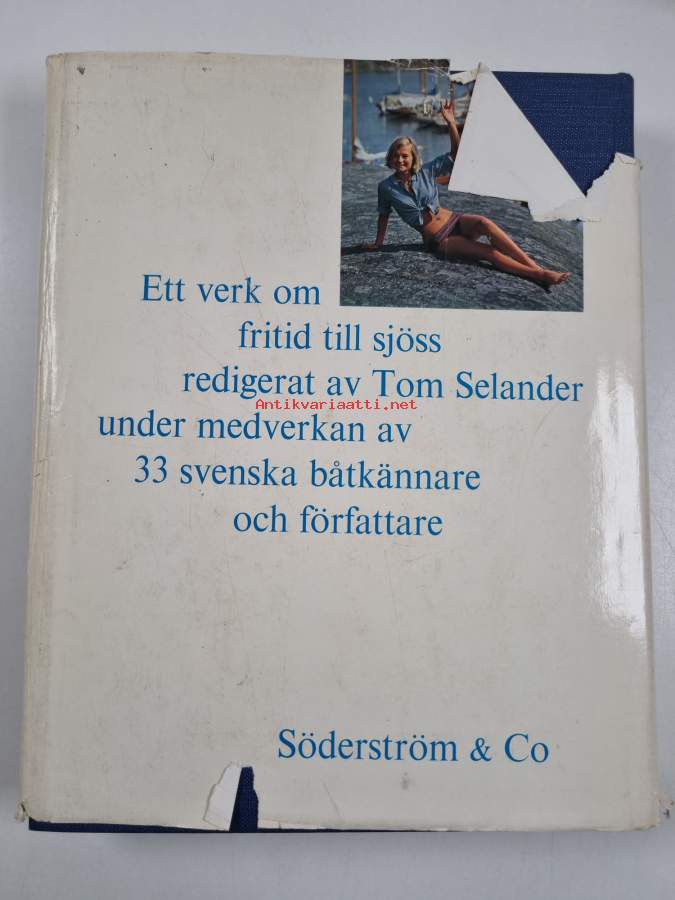 Ett verk om
fritid till sjöss
redigerat av Tom Selander
Antikvariaatti.net
under medverkan av
33 svenska båtkännare
och författare
Söderström & Co